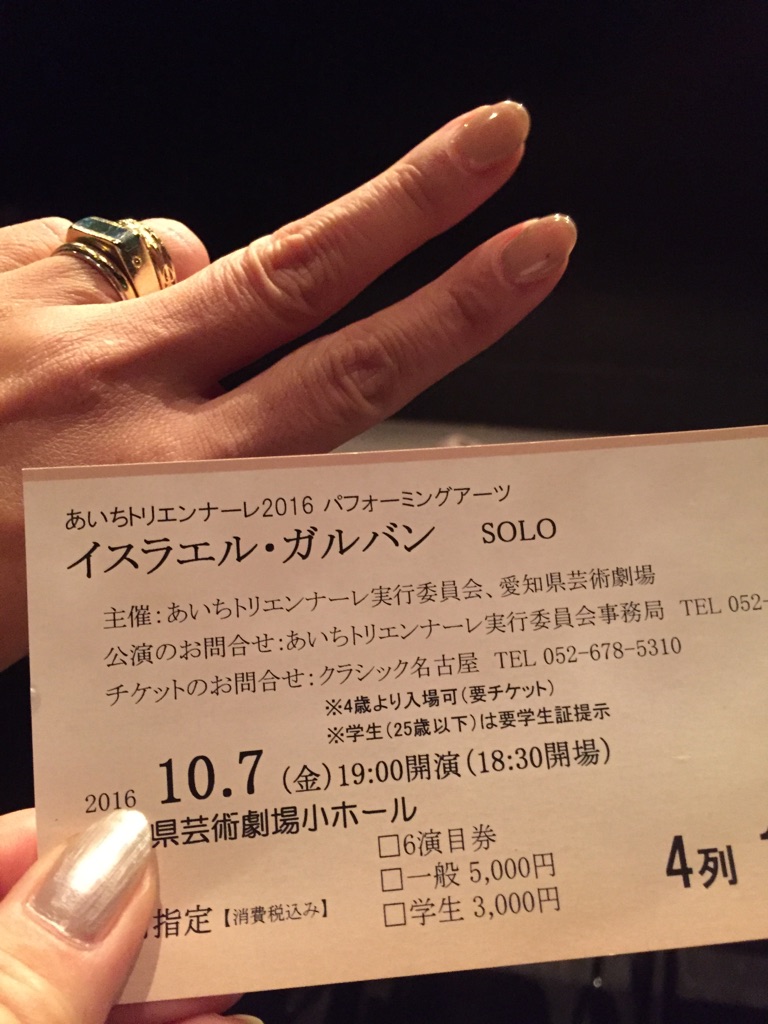 あいちトリエンナーレ2016 パフォーミングアーツ
イスラエル・ガルバン SOLO
主催：あいちトリエンナーレ実行委員会、愛知県芸術劇場
公演のお問合せ：あいちトリエンナーレ実行委員会事務局 TEL 052-
チケットのお問合せ：クラシック名古屋 TEL 052-678-5310
※4歳より入場可（要チケット）
※学生（25歳以下）は要学生証提示
2016 10.7（金）19:00開演（18:30開場）
県芸術劇場小ホール
□6演目券
□一般 5,000円
□学生 3,000円
指定【消費税込み】
4列